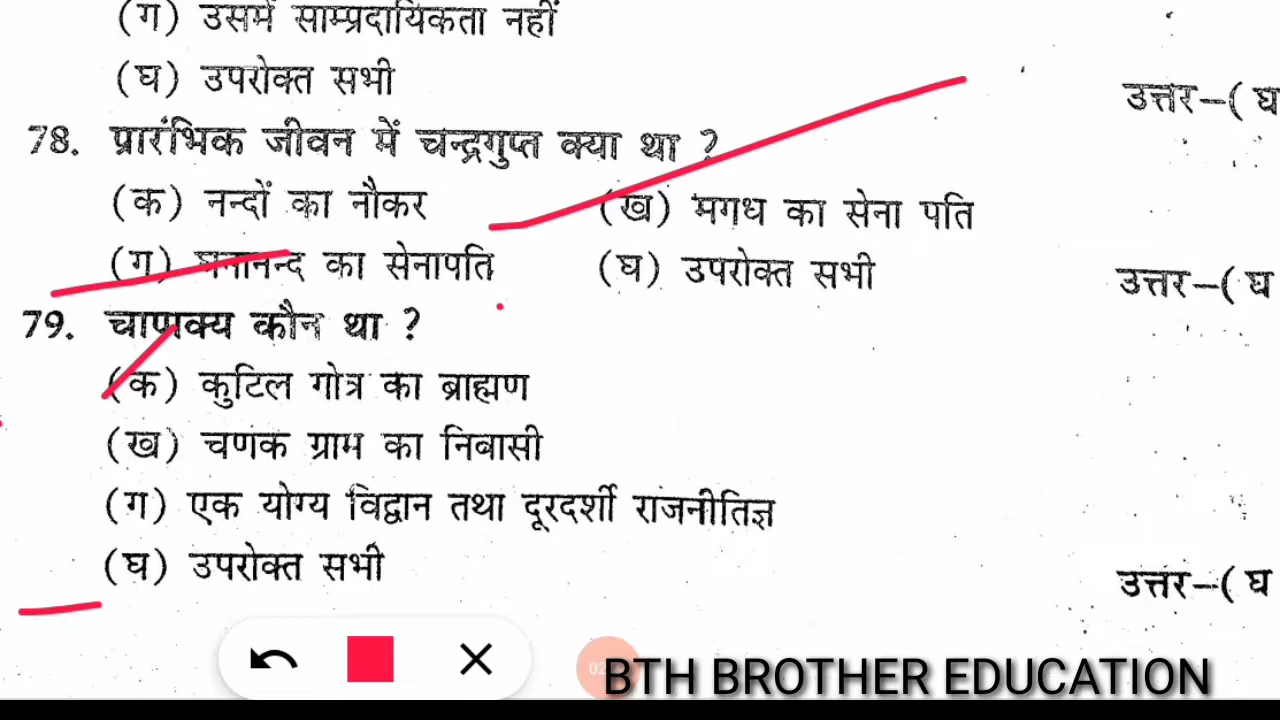 (ग) उसमें साम्प्रदायिकता नहीं
(घ) उपरोक्त सभी
उत्तर–( घ
78. प्रारंभिक जीवन में चन्द्रगुप्त क्या था ?
(क) नन्दों का नौकर (ख) मगध का सेना पति
(ग) घनानन्द का सेनापति (घ) उपरोक्त सभी
उत्तर–( घ
79. चाणक्य कौन था ?
(क) कुटिल गोत्र का ब्राह्मण
(ख) चणक ग्राम का निबासी
(ग) एक योग्य विद्वान तथा दूरदर्शी राजनीतिज्ञ
(घ) उपरोक्त सभी
उत्तर–( घ
BTH BROTHER EDUCATION